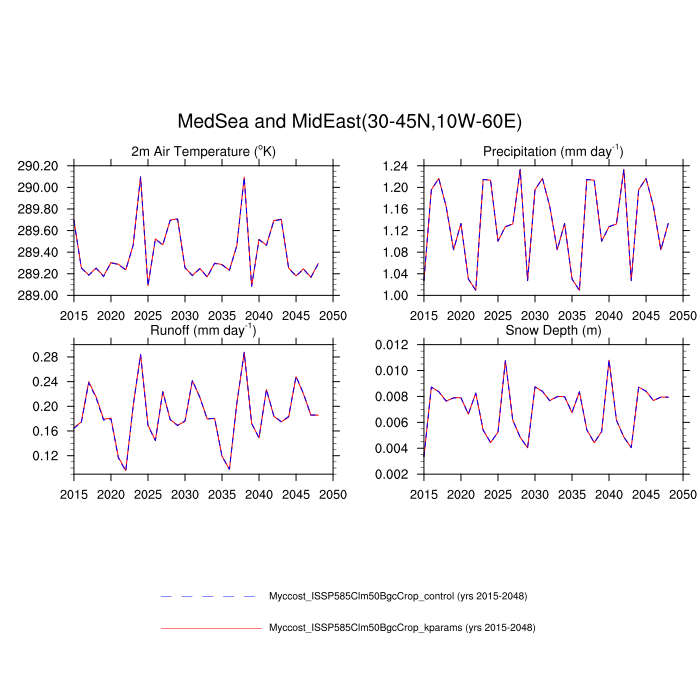 MedSea and MidEast(30-45N,10W-60E)
2m Air Temperature (°K)
290.20
290.00
289.80
289.60
289.40
289.20
289.00
2015 2020 2025 2030 2035 2040 2045 2050
Precipitation (mm day⁻¹)
1.24
1.20
1.16
1.12
1.08
1.04
1.00
2015 2020 2025 2030 2035 2040 2045 2050
Runoff (mm day⁻¹)
0.28
0.24
0.20
0.16
0.12
2015 2020 2025 2030 2035 2040 2045 2050
Snow Depth (m)
0.012
0.010
0.008
0.006
0.004
0.002
2015 2020 2025 2030 2035 2040 2045 2050
Myccost_ISSP585Clm50BgcCrop_control (yrs 2015-2048)
Myccost_ISSP585Clm50BgcCrop_kparams (yrs 2015-2048)